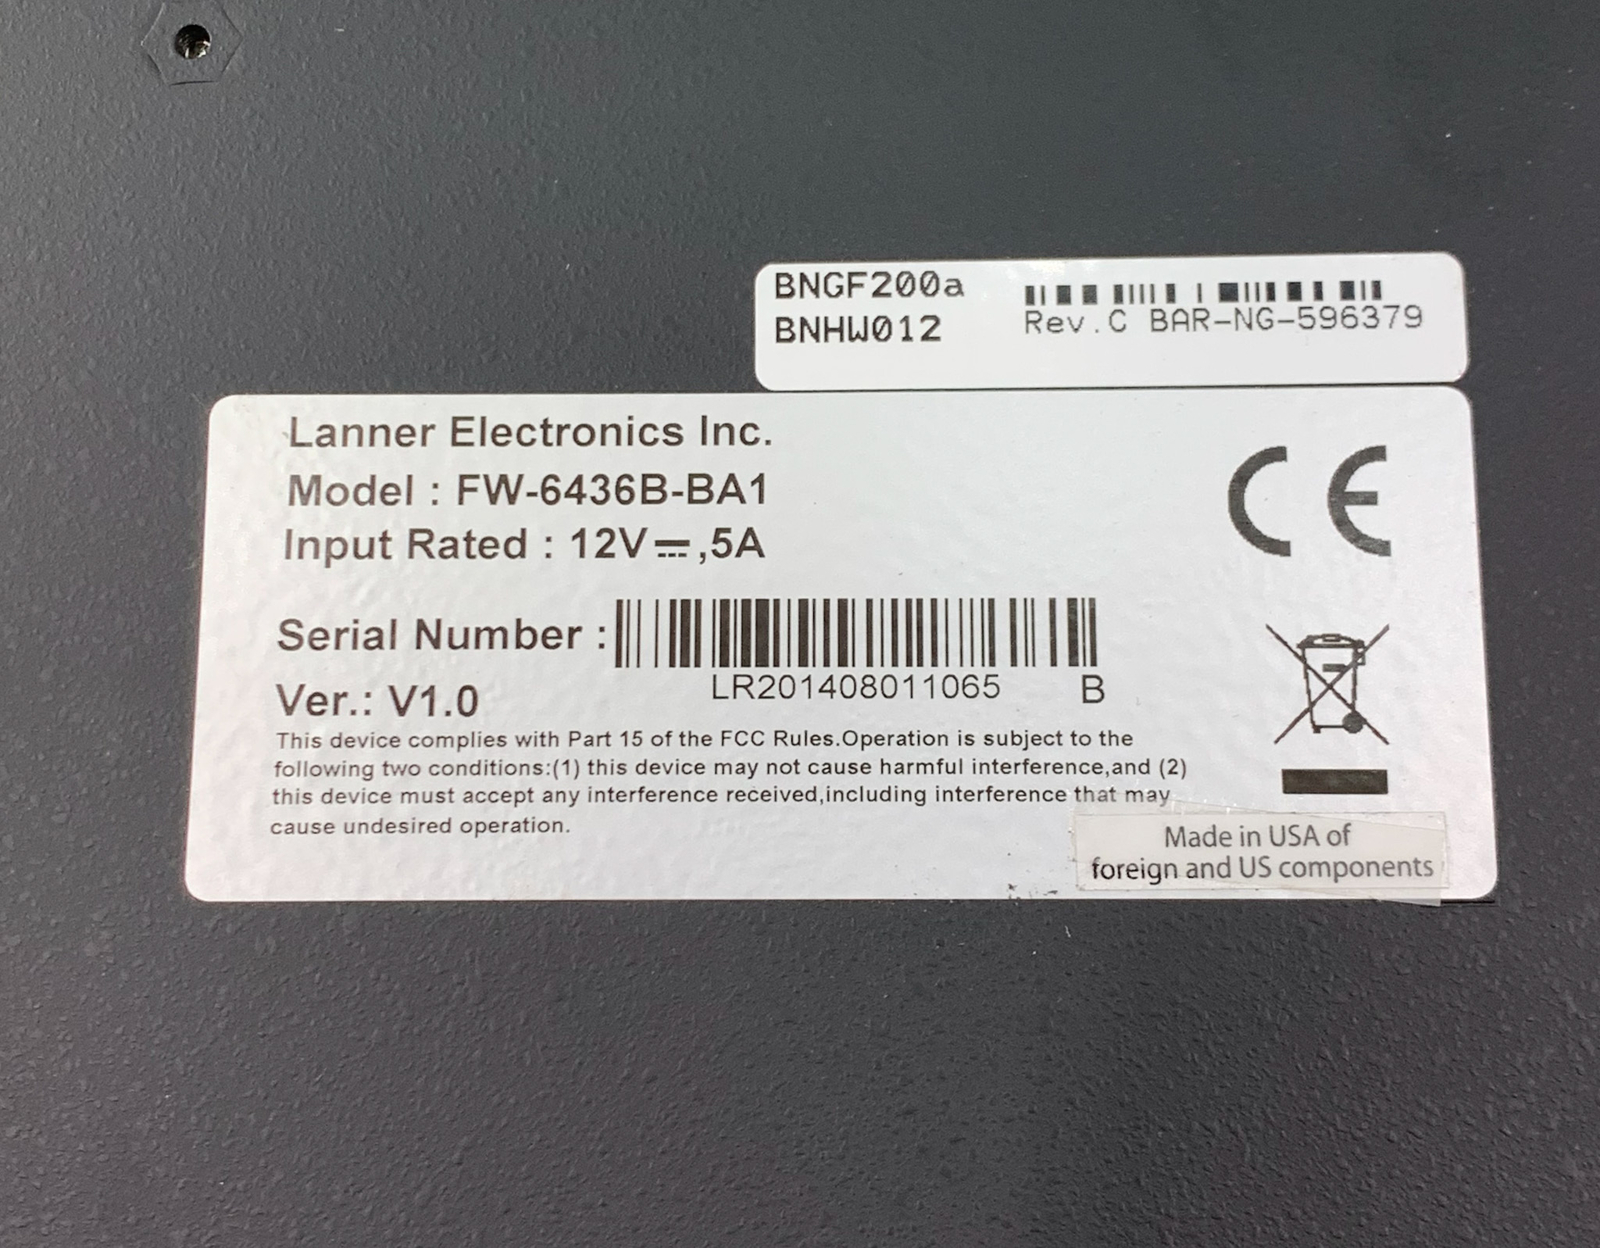 BNGF200a
BNHW012
Rev.C BAR-NG-596379
Lanner Electronics Inc.
Model : FW-6436B-BA1
Input Rated : 12V⎓,5A
CE
Serial Number :
LR201408011065 B
Ver.: V1.0
This device complies with Part 15 of the FCC Rules.Operation is subject to the
following two conditions:(1) this device may not cause harmful interference,and (2)
this device must accept any interference received,including interference that may
cause undesired operation.
Made in USA of
foreign and US components